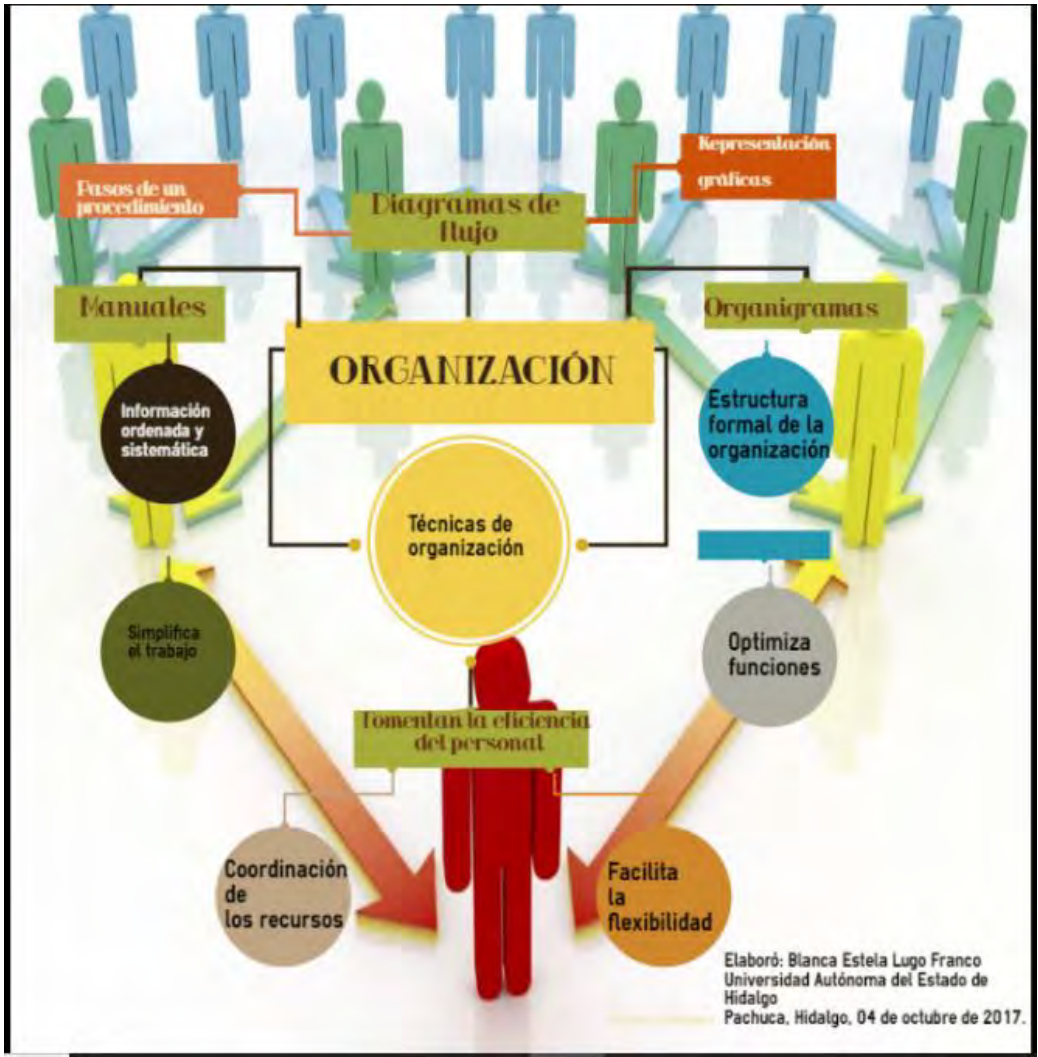 Representación
gráficas
Pasos de un
procedimiento
Diagramas de
flujo
Manuales
Organigramas
ORGANIZACIÓN
Información
ordenada y
sistemática
Estructura
formal de la
organización
Técnicas de
organización
Simplifica
el trabajo
Optimiza
funciones
Fomentan la eficiencia
del personal
Coordinación
de
los recursos
Facilita
la
flexibilidad
Elaboró: Blanca Estela Lugo Franco
Universidad Autónoma del Estado de
Hidalgo
Pachuca, Hidalgo, 04 de octubre de 2017.